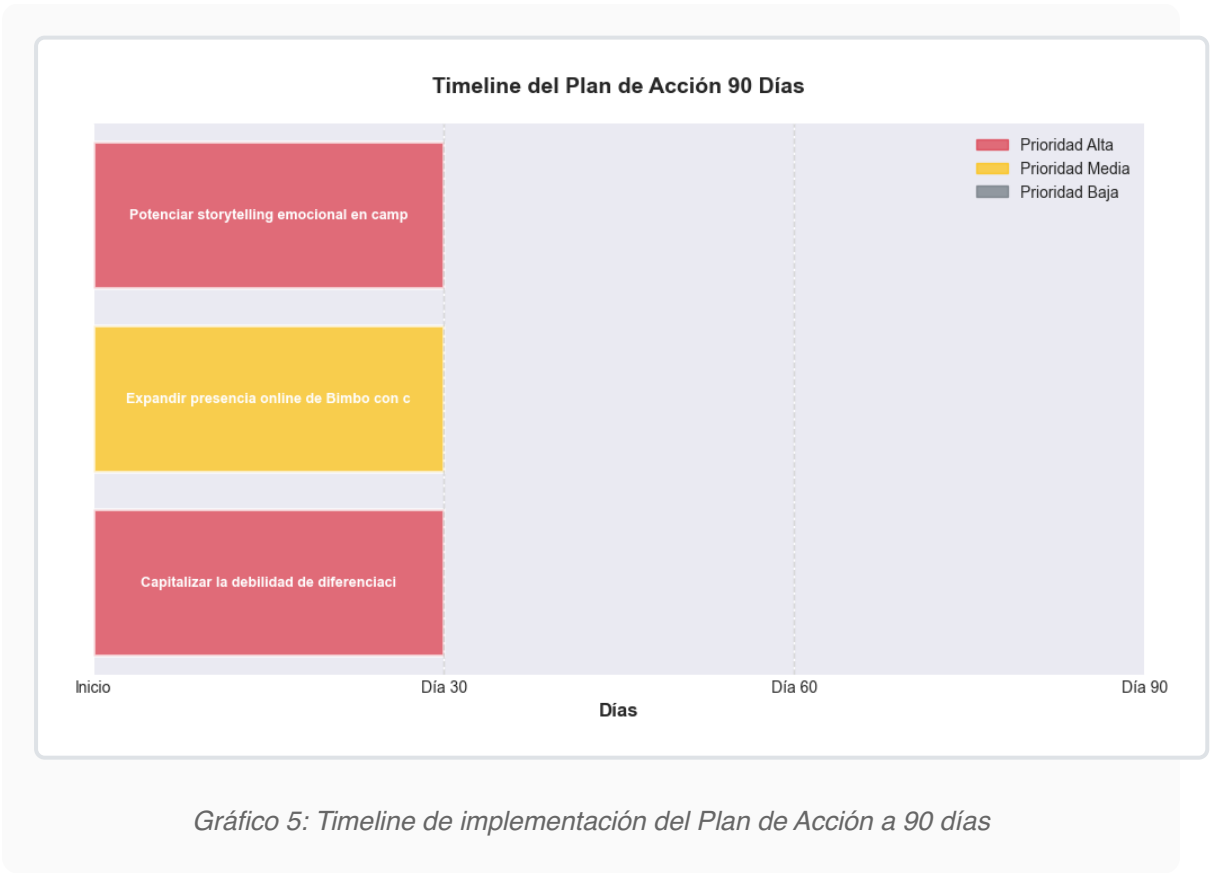 Timeline del Plan de Acción 90 Días
Prioridad Alta
Prioridad Media
Prioridad Baja
Potenciar storytelling emocional en camp
Expandir presencia online de Bimbo con c
Capitalizar la debilidad de diferenciaci
Inicio
Día 30
Día 60
Día 90
Días
Gráfico 5: Timeline de implementación del Plan de Acción a 90 días